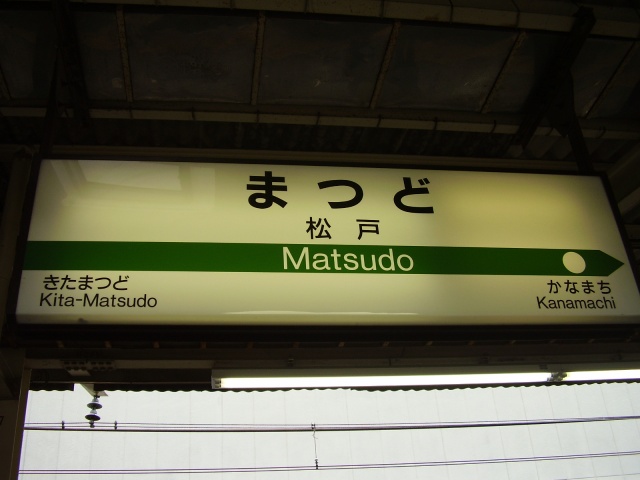 まつど
松戸
Matsudo
きたまつど
Kita-Matsudo
かなまち
Kanamachi